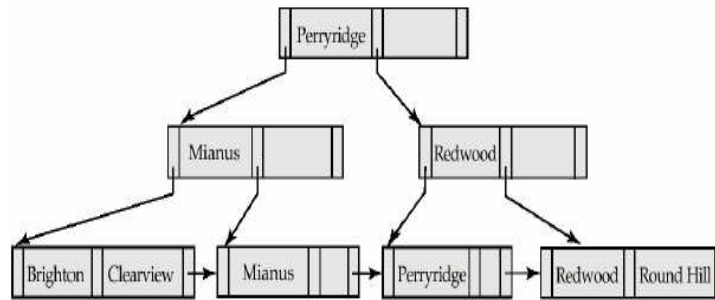 Perryridge
Mianus Redwood
Brighton Clearview Mianus Perryridge Redwood Round Hill